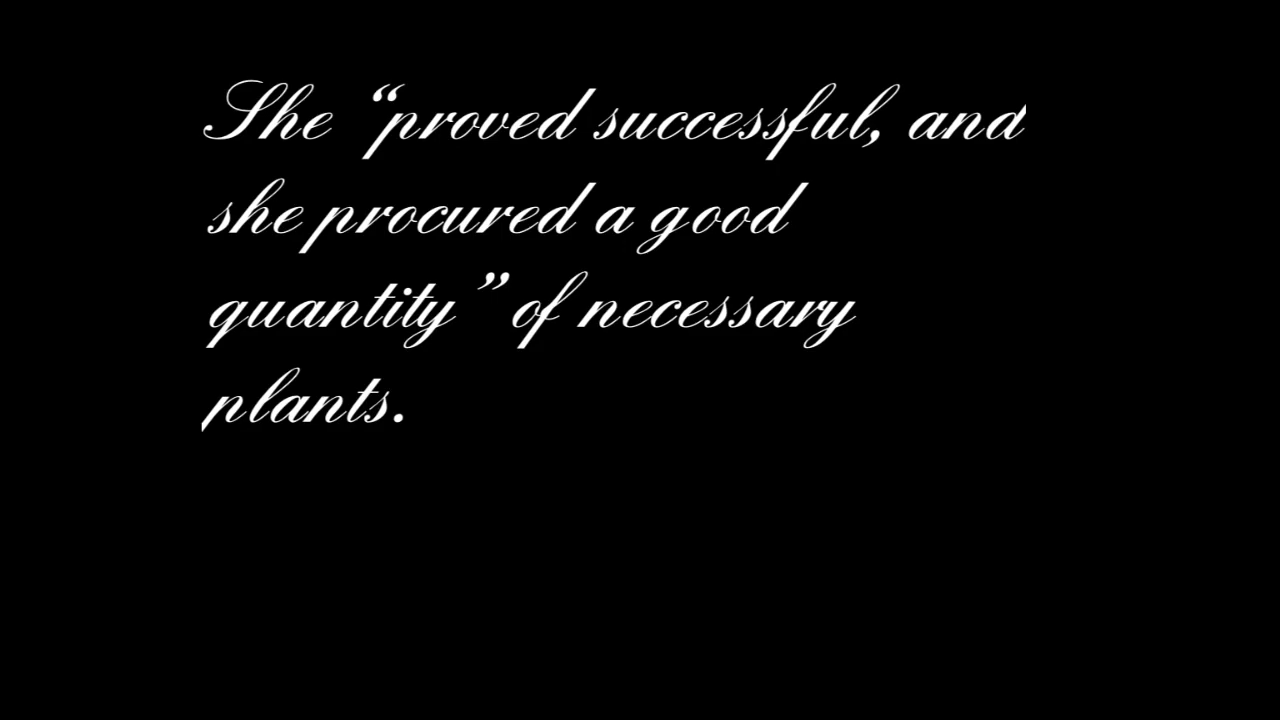 She “proved successful, and
she procured a good
quantity” of necessary
plants.